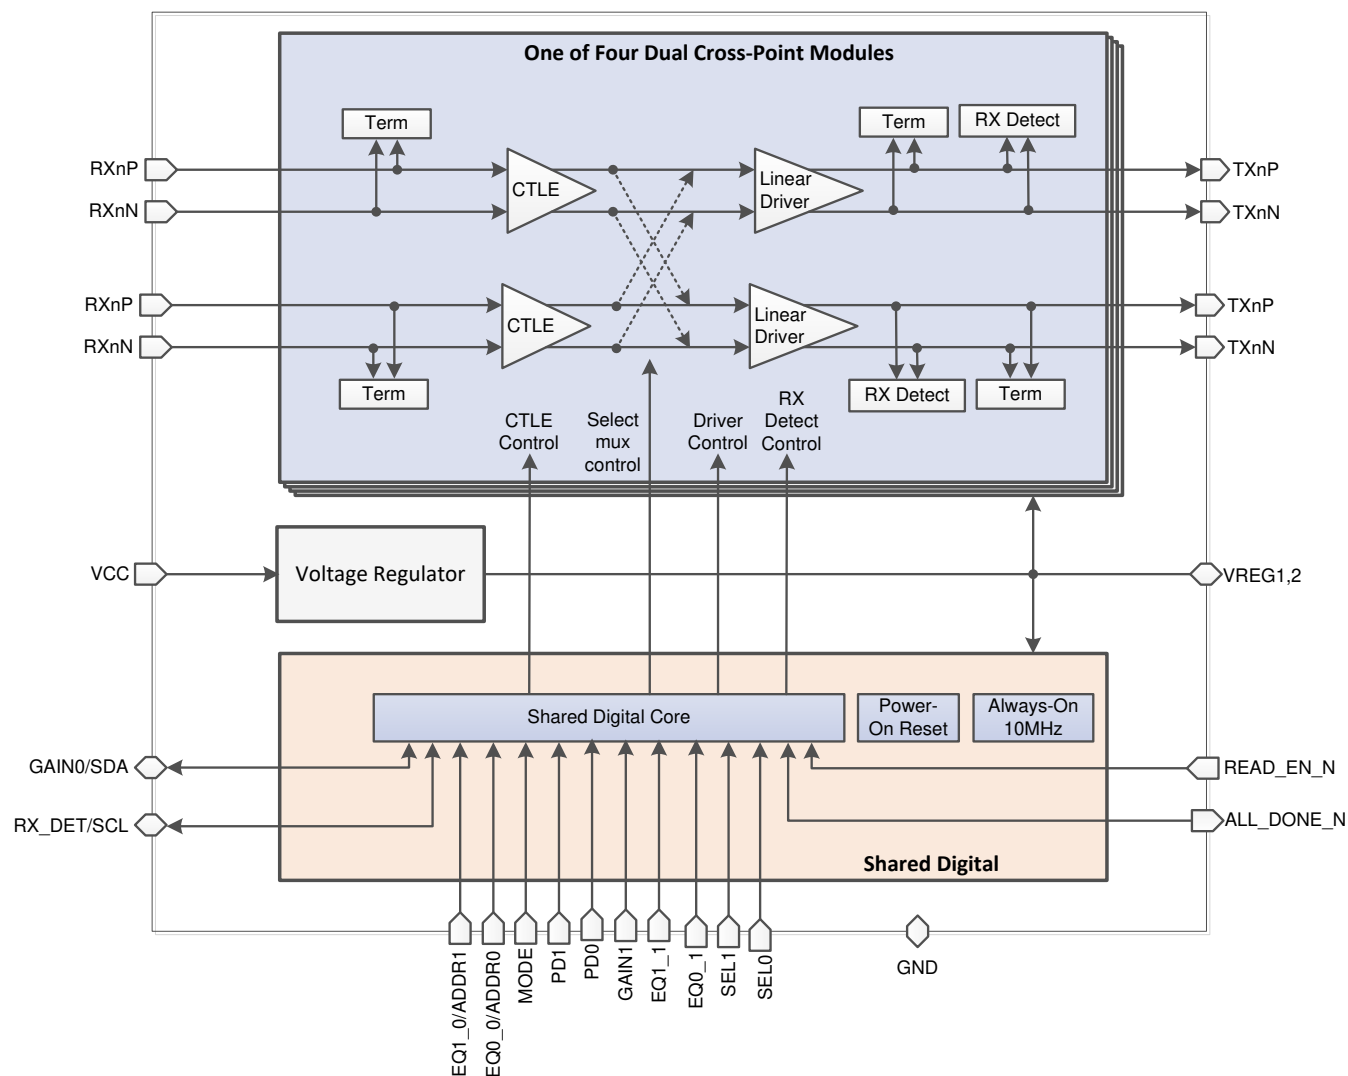 One of Four Dual Cross-Point Modules
Term
Term
RX Detect
RXnP
TXnP
CTLE
Linear
Driver
RXnN
TXnN
RXnP
TXnP
CTLE
Linear
Driver
RXnN
TXnN
Term
RX Detect
Term
CTLE
Control
Select
mux
control
Driver
Control
RX
Detect
Control
VCC
Voltage Regulator
VREG1,2
Shared Digital Core
Power-
On Reset
Always-On
10MHz
GAIN0/SDA
READ_EN_N
RX_DET/SCL
ALL_DONE_N
Shared Digital
EQ1_0/ADDR1
EQ0_0/ADDR0
MODE
PD1
PD0
GAIN1
EQ1_1
EQ0_1
SEL1
SEL0
GND